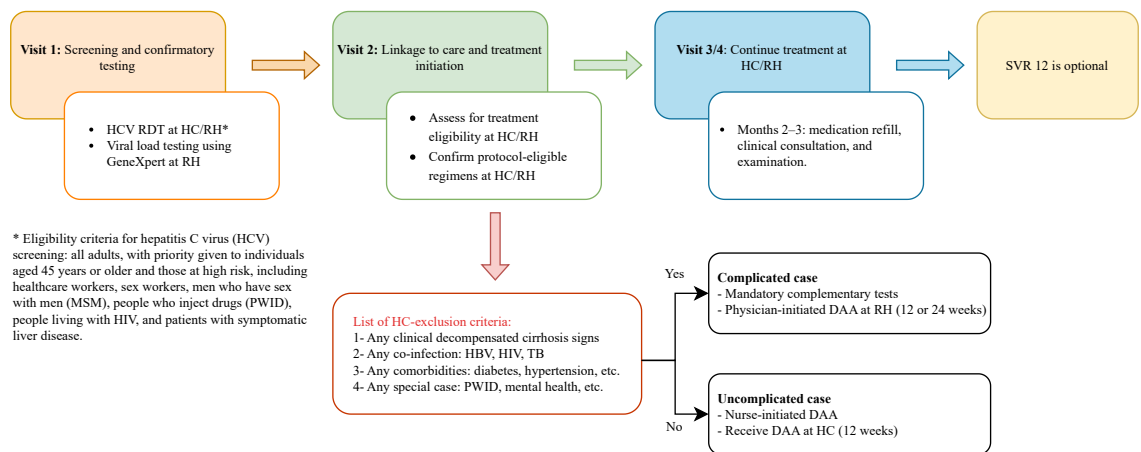 Visit 1: Screening and confirmatory
testing
• HCV RDT at HC/RH*
• Viral load testing using
GeneXpert at RH
Visit 2: Linkage to care and treatment
initiation
• Assess for treatment
eligibility at HC/RH
• Confirm protocol-eligible
regimens at HC/RH
Visit 3/4: Continue treatment at
HC/RH
• Months 2–3: medication refill,
clinical consultation, and
examination.
SVR 12 is optional
* Eligibility criteria for hepatitis C virus (HCV)
screening: all adults, with priority given to individuals
aged 45 years or older and those at high risk, including
healthcare workers, sex workers, men who have sex
with men (MSM), people who inject drugs (PWID),
people living with HIV, and patients with symptomatic
liver disease.
List of HC-exclusion criteria:
1- Any clinical decompensated cirrhosis signs
2- Any co-infection: HBV, HIV, TB
3- Any comorbidities: diabetes, hypertension, etc.
4- Any special case: PWID, mental health, etc.
Yes
Complicated case
- Mandatory complementary tests
- Physician-initiated DAA at RH (12 or 24 weeks)
No
Uncomplicated case
- Nurse-initiated DAA
- Receive DAA at HC (12 weeks)